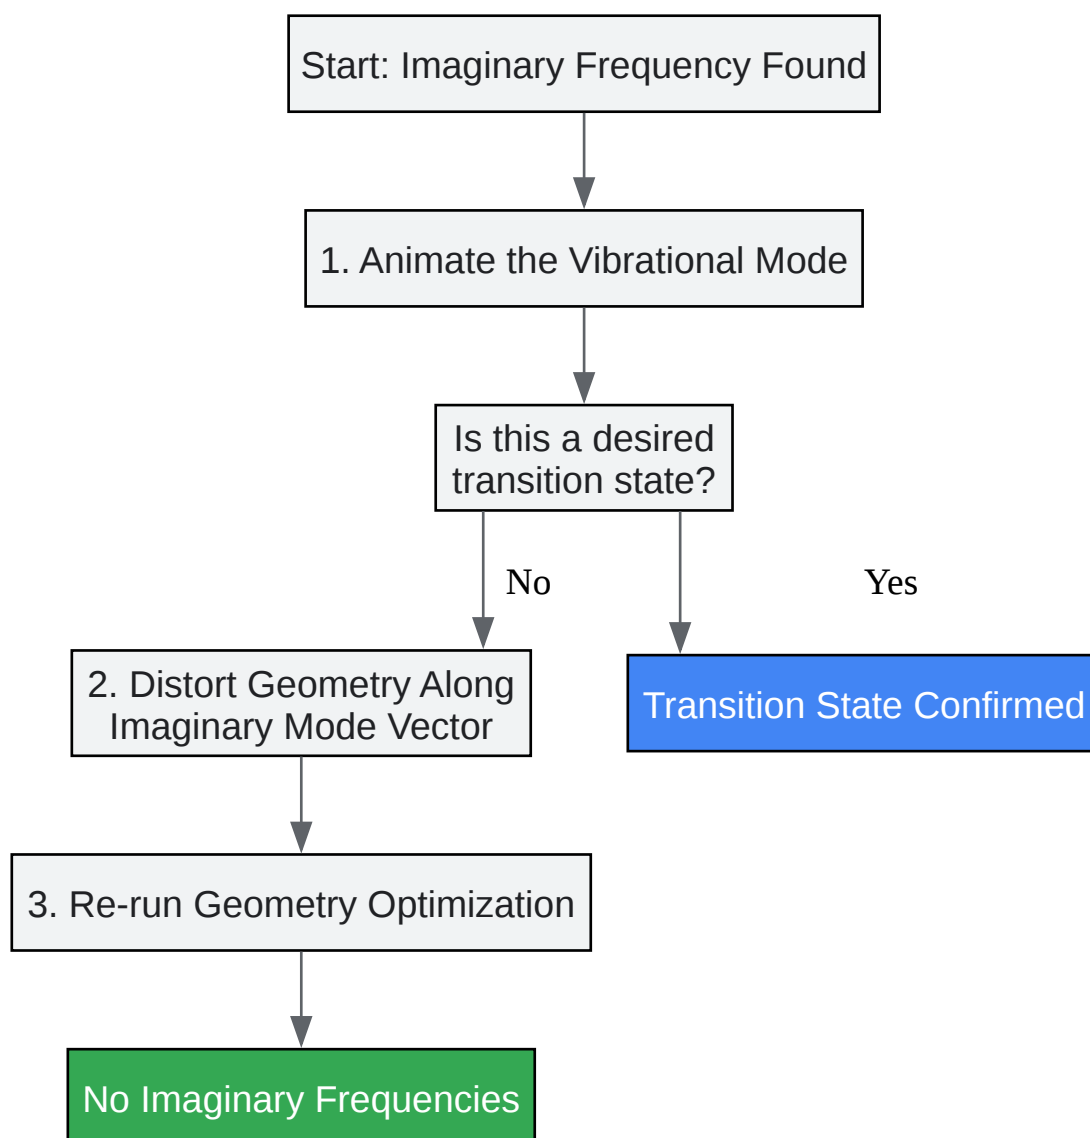 Start: Imaginary Frequency Found
1. Animate the Vibrational Mode
Is this a desired
transition state?
No
Yes
2. Distort Geometry Along
Imaginary Mode Vector
Transition State Confirmed
3. Re-run Geometry Optimization
No Imaginary Frequencies